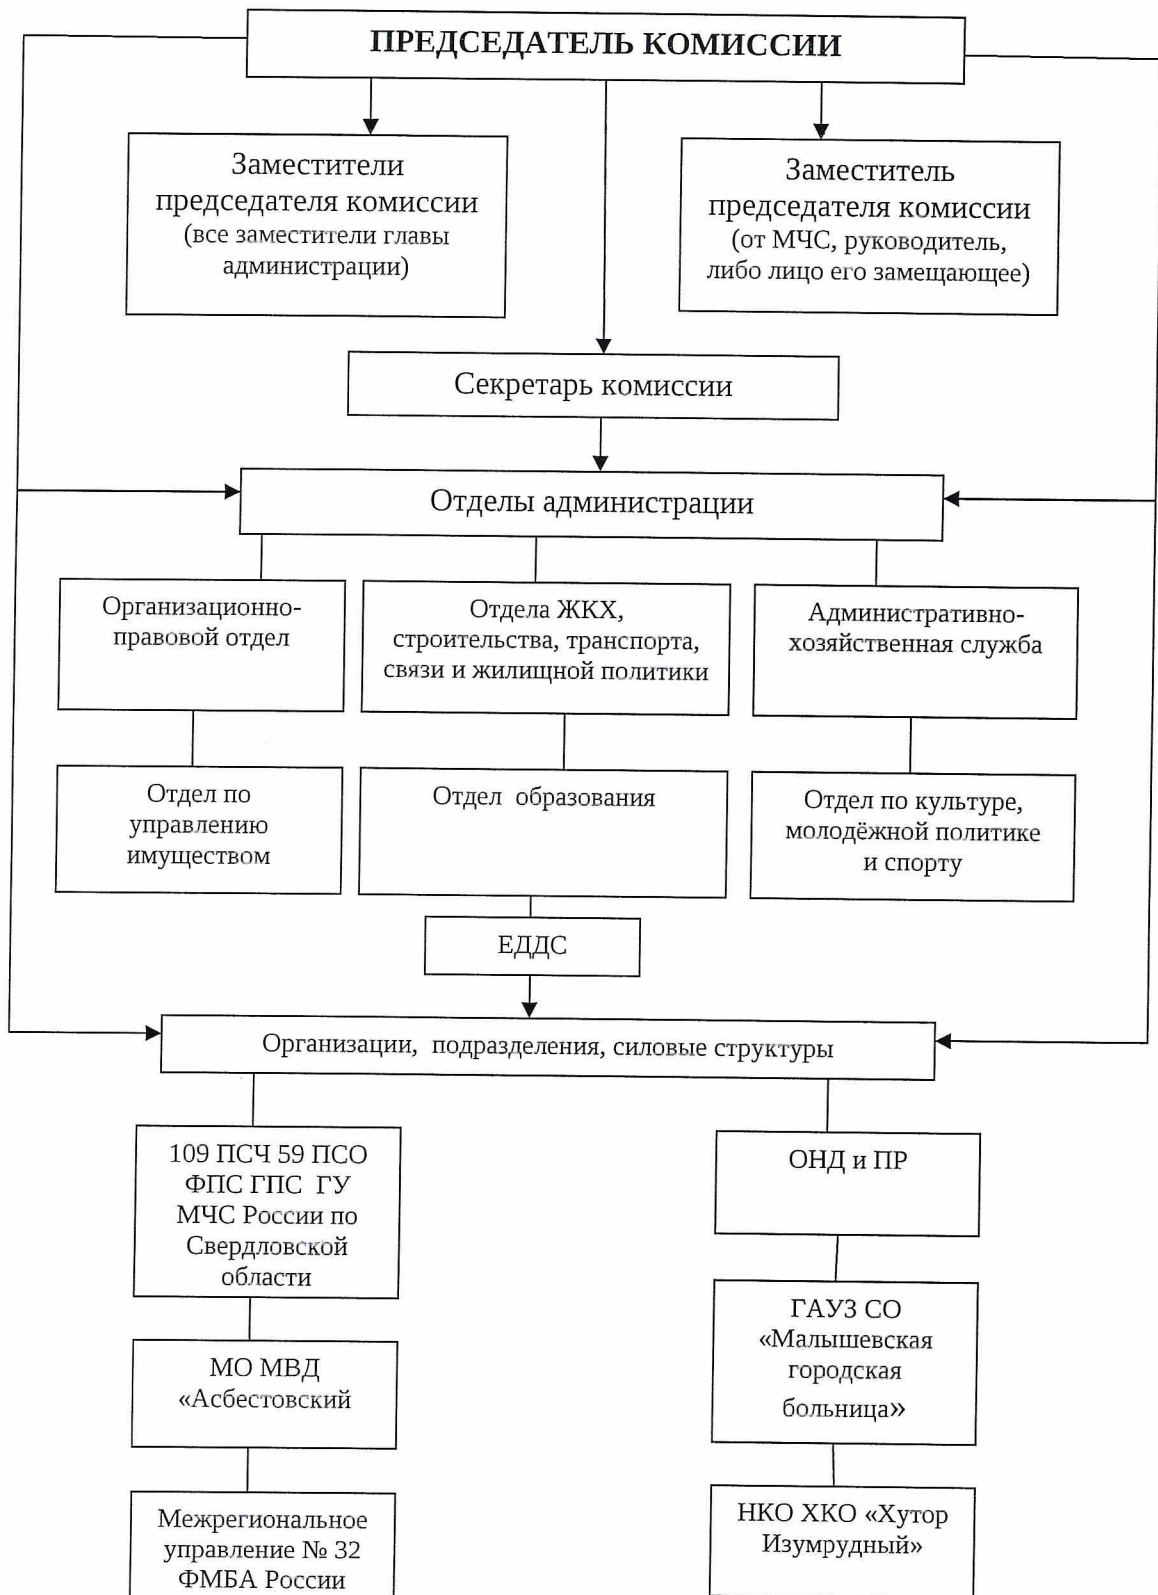 ПРЕДСЕДАТЕЛЬ КОМИССИИ
Заместители
председателя комиссии
(все заместители главы
администрации)
Заместитель
председателя комиссии
(от МЧС, руководитель,
либо лицо его замещающее)
Секретарь комиссии
Отделы администрации
Организационно-
правовой отдел
Отдела ЖКХ,
строительства, транспорта,
связи и жилищной политики
Административно-
хозяйственная служба
Отдел по
управлению
имуществом
Отдел образования
Отдел по культуре,
молодёжной политике
и спорту
ЕДДС
Организации, подразделения, силовые структуры
109 ПСЧ 59 ПСО
ФПС ГПС ГУ
МЧС России по
Свердловской
области
ОНД и ПР
МО МВД
«Асбестовский
ГАУЗ СО
«Малышевская
городская
больница»
Межрегиональное
управление № 32
ФМБА России
НКО ХКО «Хутор
Изумрудный»